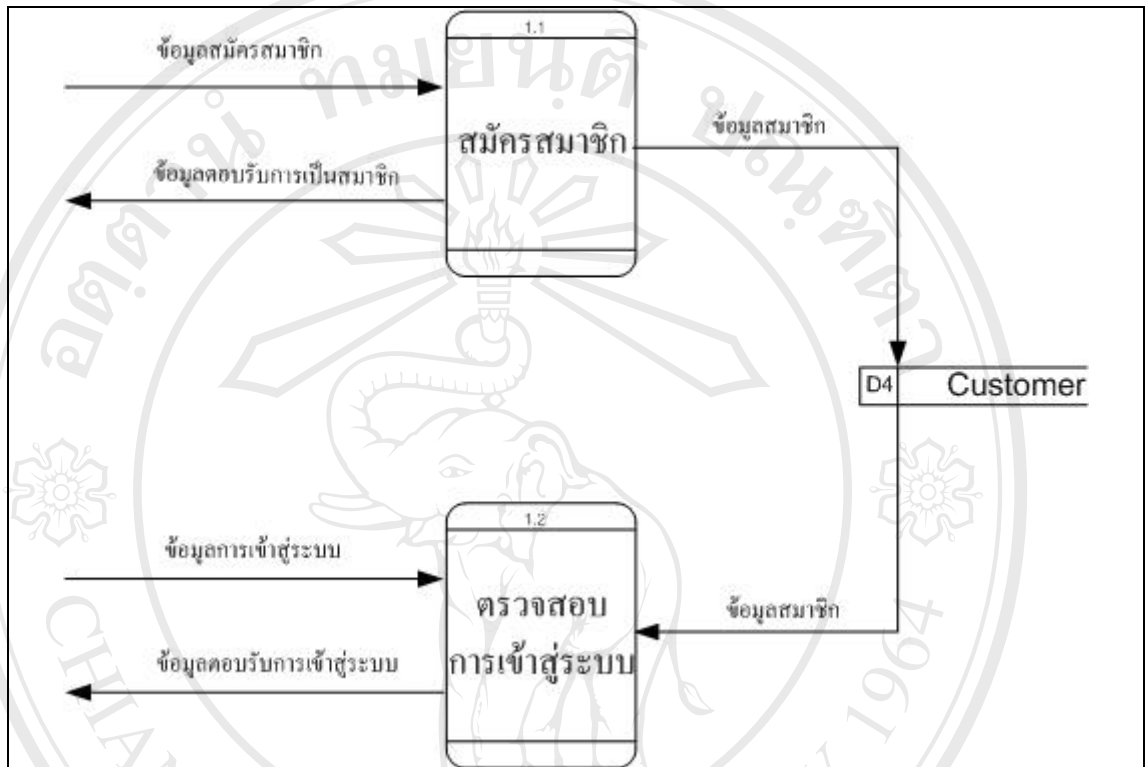 1.1
ข้อมูลสมัครสมาชิก
สมัครสมาชิก
ข้อมูลสมาชิก
ข้อมูลตอบรับการเป็นสมาชิก
D4 Customer
1.2
ข้อมูลการเข้าสู่ระบบ
ตรวจสอบ
การเข้าสู่ระบบ
ข้อมูลสมาชิก
ข้อมูลตอบรับการเข้าสู่ระบบ
1964